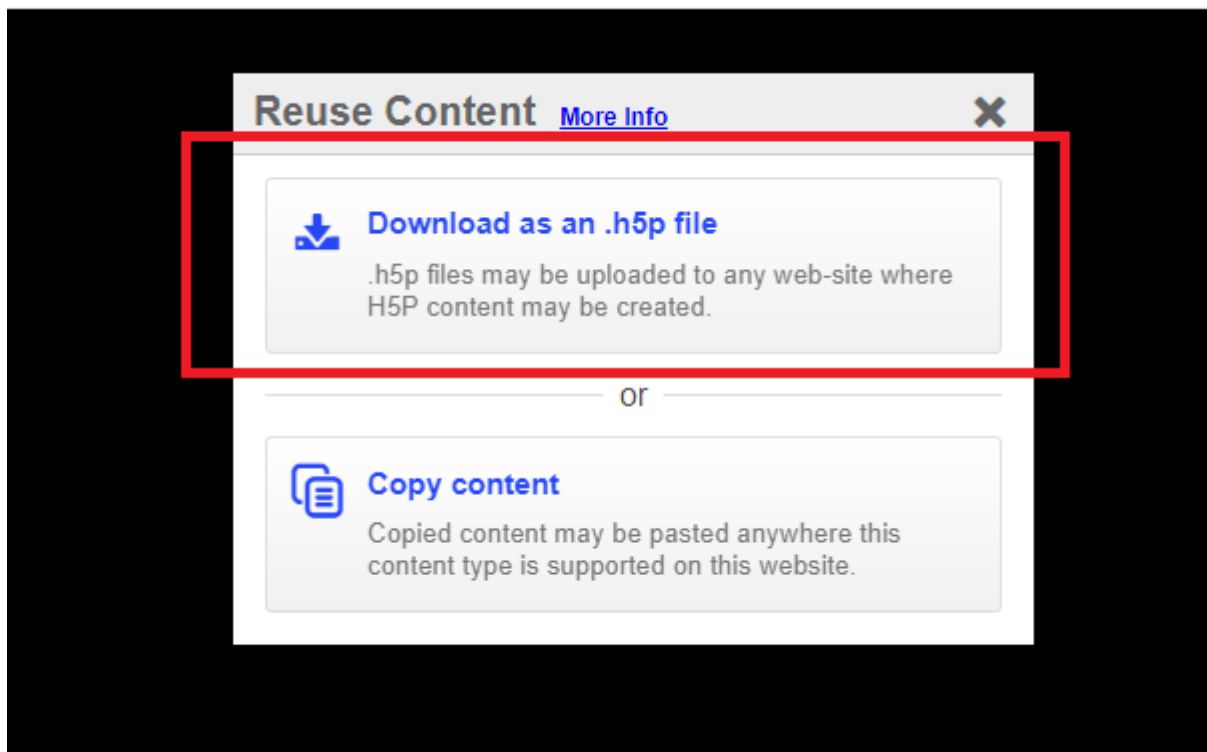 Reuse Content More Info
Download as an .h5p file
.h5p files may be uploaded to any web-site where
H5P content may be created.
or
Copy content
Copied content may be pasted anywhere this
content type is supported on this website.